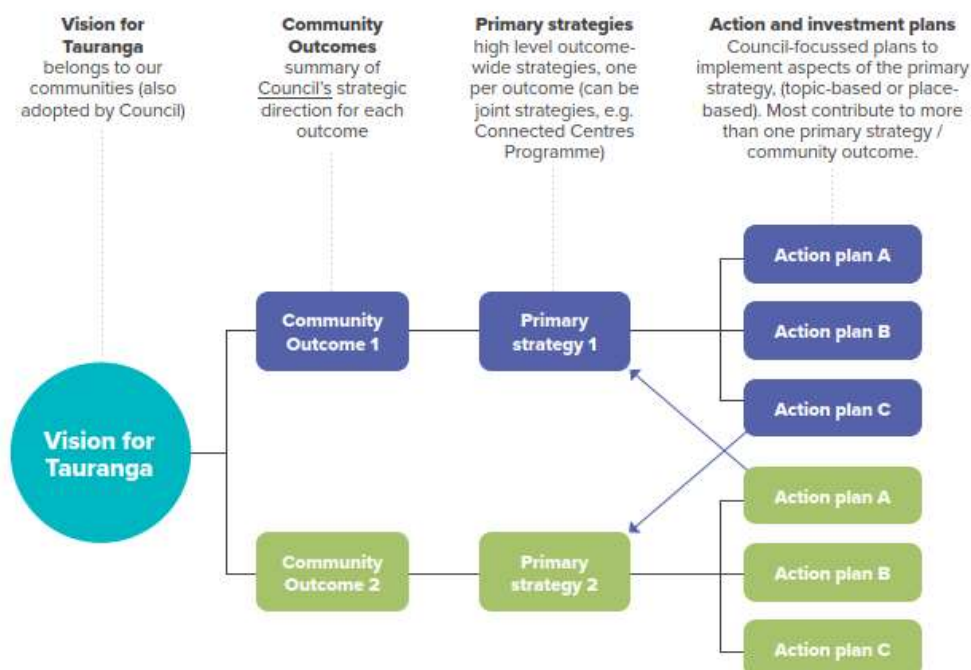 Vision for
Tauranga
belongs to our
communities (also
adopted by Council)
Community
Outcomes
summary of
Council's strategic
direction for each
outcome
Primary strategies
high level outcome-
wide strategies, one
per outcome (can be
joint strategies, e.g.
Connected Centres
Programme)
Action and investment plans
Council-focussed plans to
implement aspects of the primary
strategy, (topic-based or place-
based). Most contribute to more
than one primary strategy /
community outcome.
Vision for
Tauranga
Community
Outcome 1
Primary
strategy 1
Action plan A
Action plan B
Action plan C
Community
Outcome 2
Primary
strategy 2
Action plan A
Action plan B
Action plan C